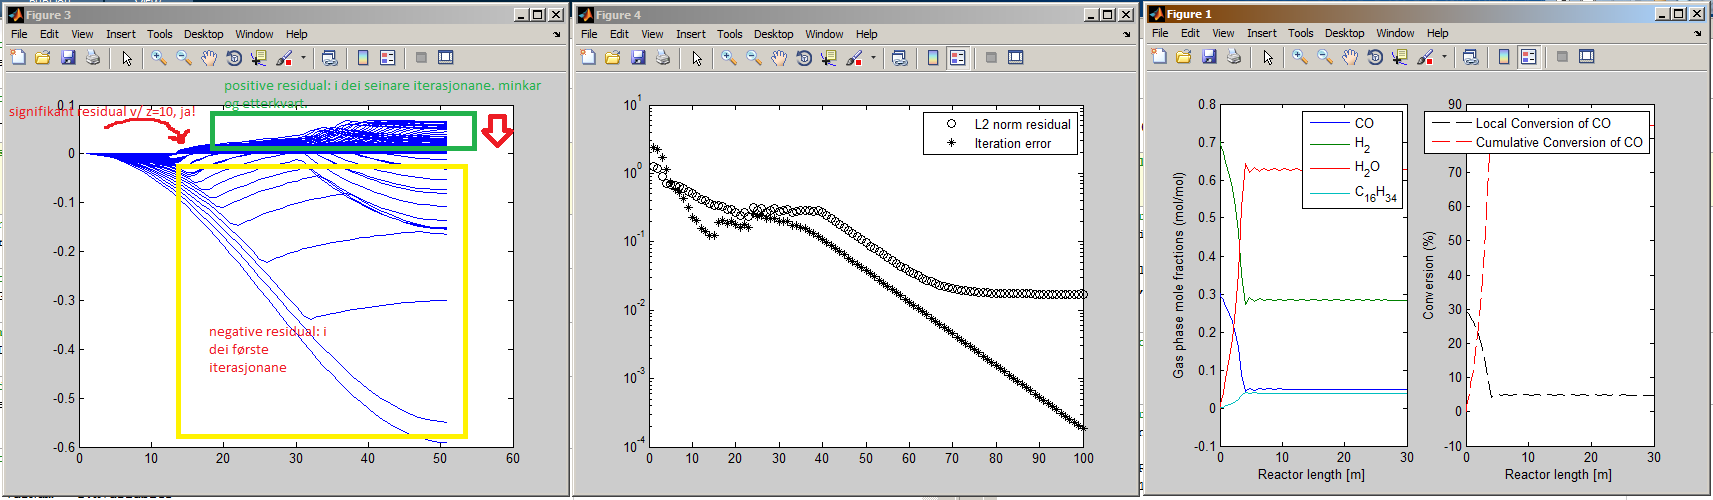 Figure 3
File Edit View Insert Tools Desktop Window Help
positive residual: i dei seinare iterasjonane. minkar
og etterkvart.
signifikant residual v/ z=10, ja!
negative residual: i
dei første
iterasjonane
0.1
0
-0.1
-0.2
-0.3
-0.4
-0.5
-0.6
0 10 20 30 40 50 60
Figure 4
File Edit View Insert Tools Desktop Window Help
L2 norm residual
Iteration error
10^1
10^0
10^-1
10^-2
10^-3
10^-4
0 10 20 30 40 50 60 70 80 90 100
Figure 1
File Edit View Insert Tools Desktop Window Help
CO
H2
H2O
C16H34
Gas phase mole fractions (mol/mol)
0.8
0.7
0.6
0.5
0.4
0.3
0.2
0.1
0
-0.1
0 10 20 30
Reactor length [m]
Local Conversion of CO
Cumulative Conversion of CO
Conversion (%)
90
80
70
60
50
40
30
20
10
0
-10
0 10 20 30
Reactor length [m]